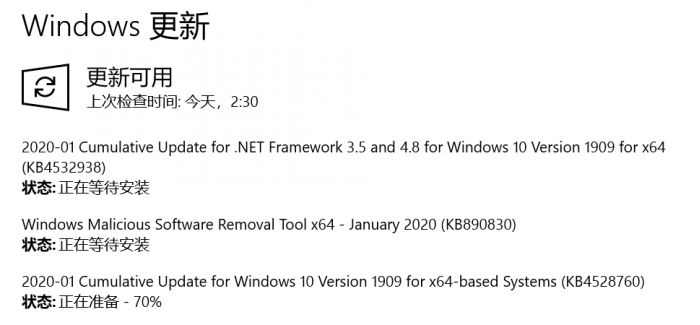 Windows 更新
更新可用
上次检查时间: 今天，2:30
2020-01 Cumulative Update for .NET Framework 3.5 and 4.8 for Windows 10 Version 1909 for x64
(KB4532938)
状态: 正在等待安装
Windows Malicious Software Removal Tool x64 - January 2020 (KB890830)
状态: 正在等待安装
2020-01 Cumulative Update for Windows 10 Version 1909 for x64-based Systems (KB4528760)
状态: 正在准备 - 70%